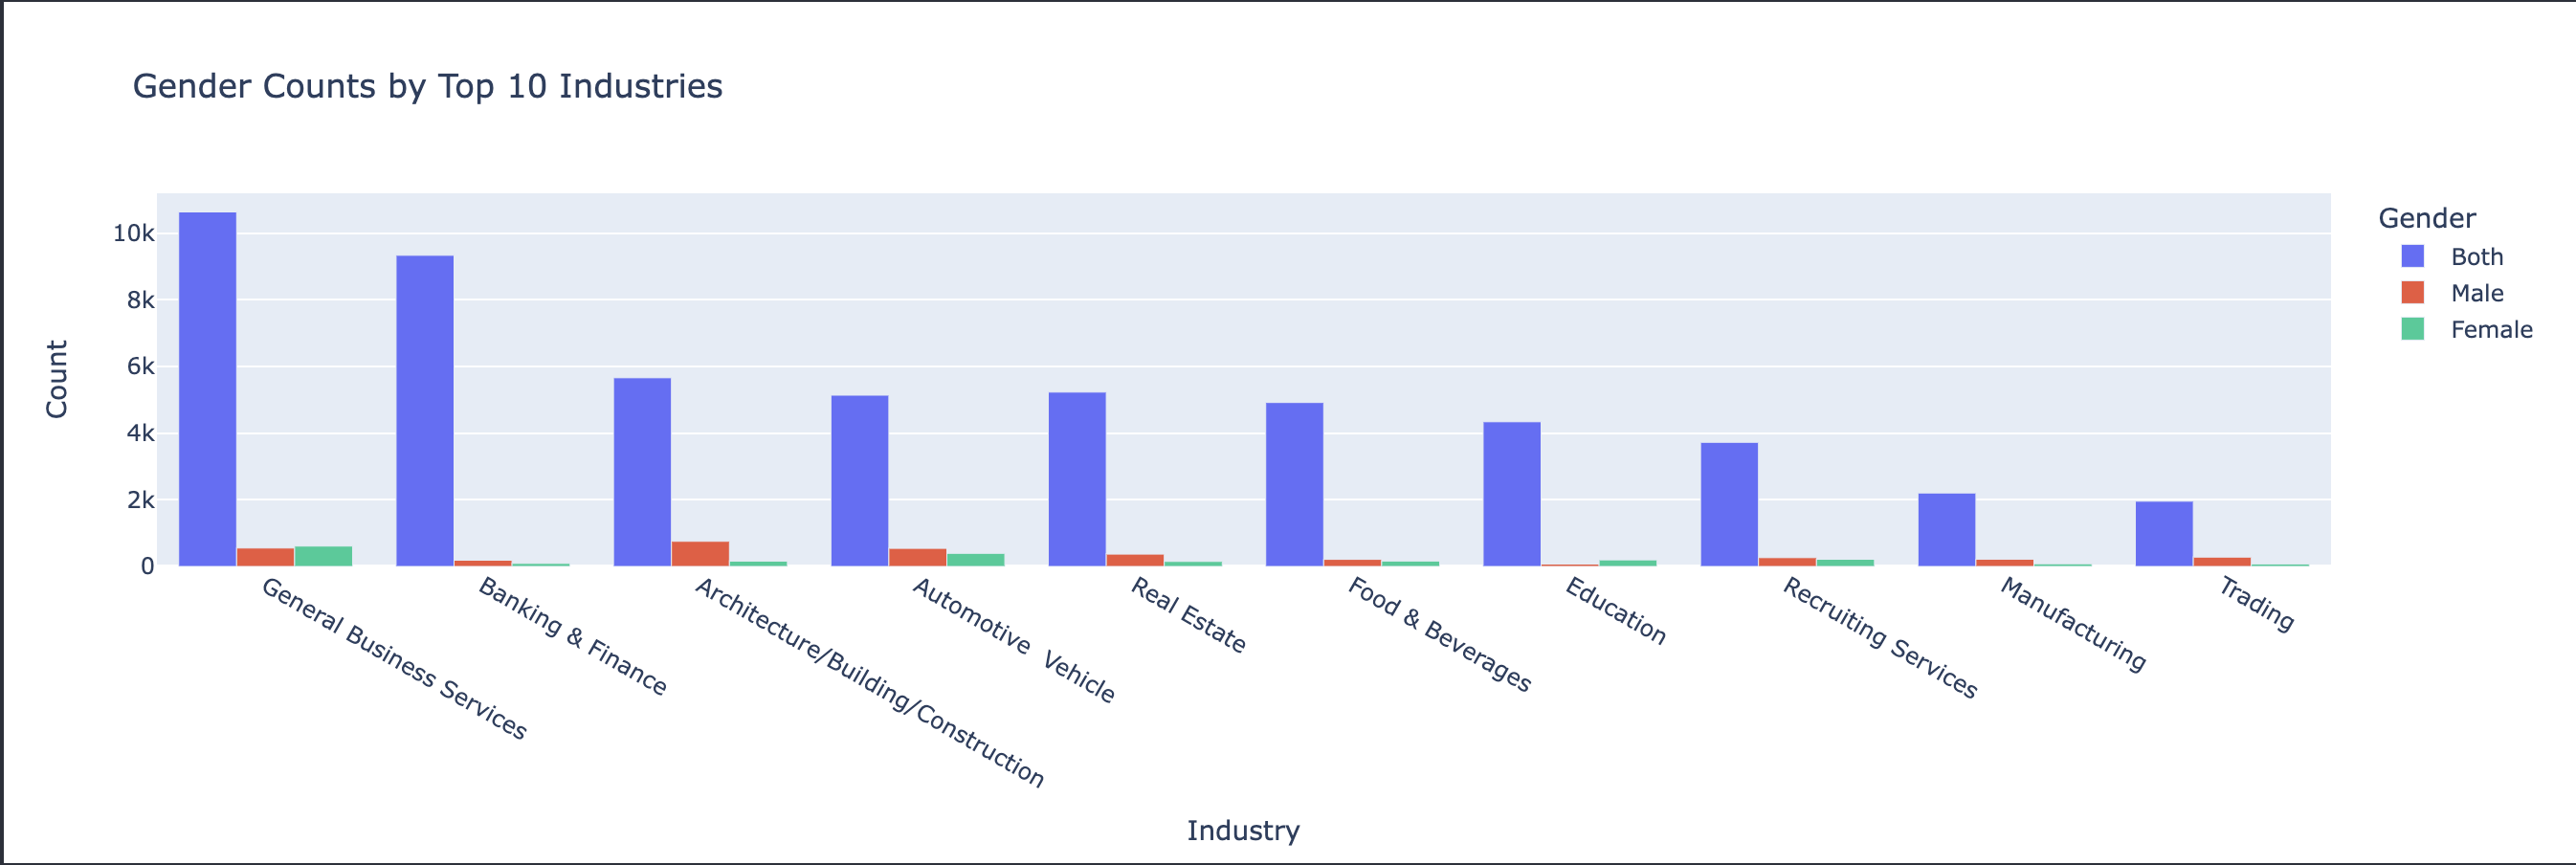 Gender Counts by Top 10 Industries
10k
8k
6k
4k
2k
0
Count
General Business Services
Banking & Finance
Architecture/Building/Construction
Automotive  Vehicle
Real Estate
Food & Beverages
Education
Recruiting Services
Manufacturing
Trading
Industry
Gender
Both
Male
Female